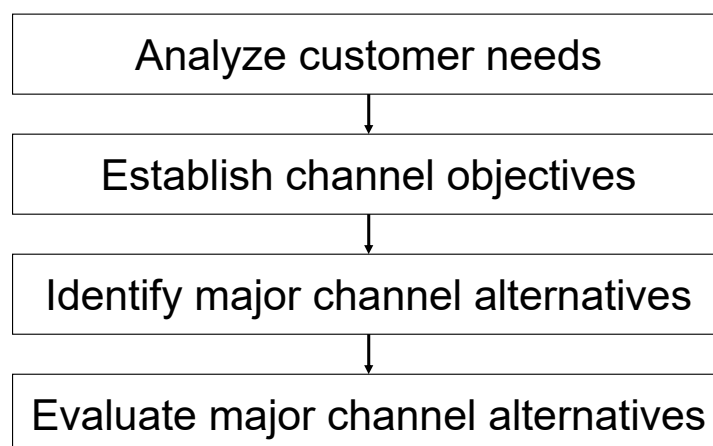 Analyze customer needs
Establish channel objectives
Identify major channel alternatives
Evaluate major channel alternatives